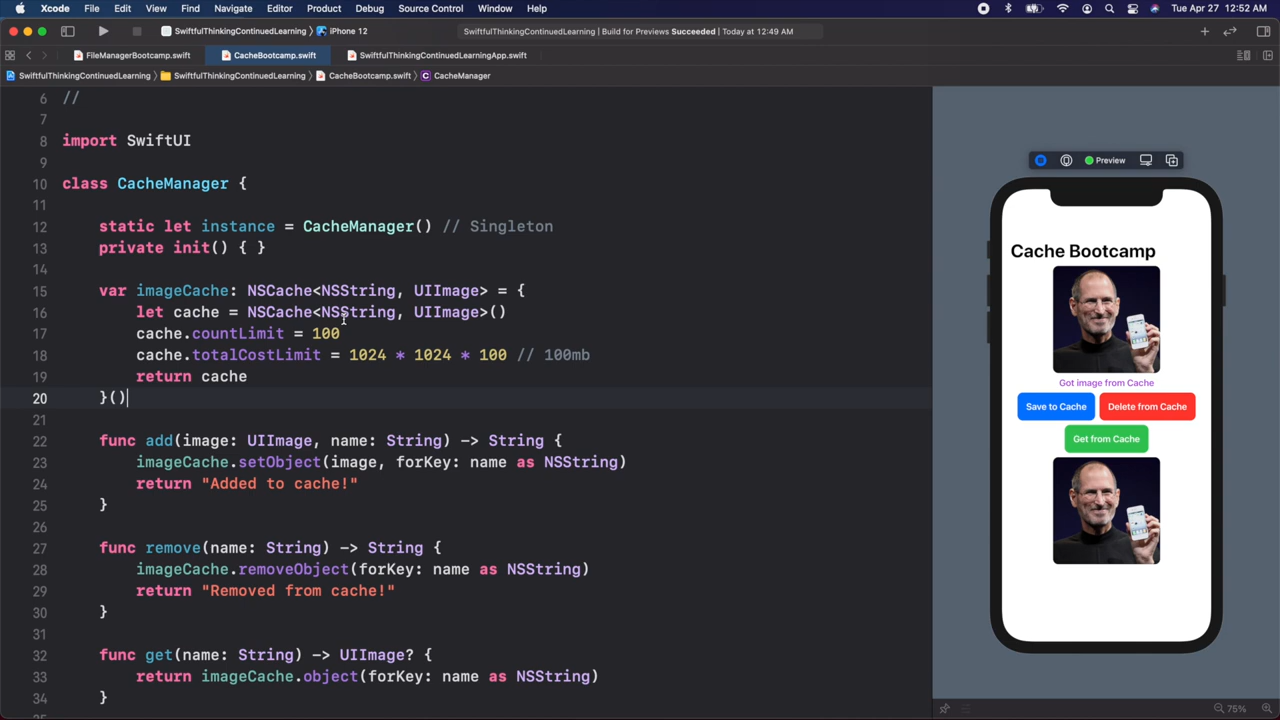 Xcode File Edit View Find Navigate Editor Product Debug Source Control Window Help Tue Apr 27 12:52 AM
SwiftfulThinkingContinuedLearning iPhone 12 SwiftfulThinkingContinuedLearning | Build for Previews Succeeded | Today at 12:49 AM
FileManagerBootcamp.swift CacheBootcamp.swift SwiftfulThinkingContinuedLearningApp.swift
SwiftfulThinkingContinuedLearning SwiftfulThinkingContinuedLearning CacheBootcamp.swift C CacheManager
6 //
7
8 import SwiftUI
9
10 class CacheManager {
11
12 static let instance = CacheManager() // Singleton
13 private init() { }
14
15 var imageCache: NSCache<NSString, UIImage> = {
16 let cache = NSCache<NSString, UIImage>()
17 cache.countLimit = 100
18 cache.totalCostLimit = 1024 * 1024 * 100 // 100mb
19 return cache
20 }()
21
22 func add(image: UIImage, name: String) -> String {
23 imageCache.setObject(image, forKey: name as NSString)
24 return "Added to cache!"
25 }
26
27 func remove(name: String) -> String {
28 imageCache.removeObject(forKey: name as NSString)
29 return "Removed from cache!"
30 }
31
32 func get(name: String) -> UIImage? {
33 return imageCache.object(forKey: name as NSString)
34 }
Preview
Cache Bootcamp
Got image from Cache
Save to Cache Delete from Cache
Get from Cache
75%